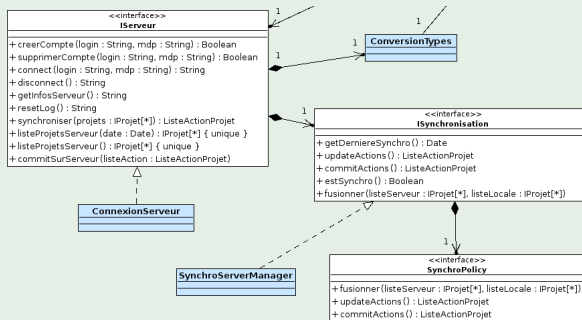 1
<<interface>>
IServeur
+ creerCompte(login : String, mdp : String) : Boolean
+ supprimerCompte(login : String, mdp : String) : Boolean
+ connect(login : String, mdp : String) : String
+ disconnect() : String
+ getInfosServeur() : String
+ resetLog() : String
+ synchroniser(projets : IProjet[*]) : ListeActionProjet
+ listeProjetsServeur(date : Date) : IProjet[*] { unique }
+ listeProjetsServeur() : IProjet[*] { unique }
+ commitSurServeur(listeAction : ListeActionProjet)
1
1
1
ConversionTypes
1
<<interface>>
ISynchronisation
+ getDerniereSynchro() : Date
+ updateActions() : ListeActionProjet
+ commitActions() : ListeActionProjet
+ estSynchro() : Boolean
+ fusionner(listeServeur : IProjet[*], listeLocale : IProjet[*])
ConnexionServeur
SynchroServerManager
1
<<interface>>
SynchroPolicy
+ fusionner(listeServeur : IProjet[*], listeLocale : IProjet[*])
+ updateActions() : ListeActionProjet
+ commitActions() : ListeActionProjet